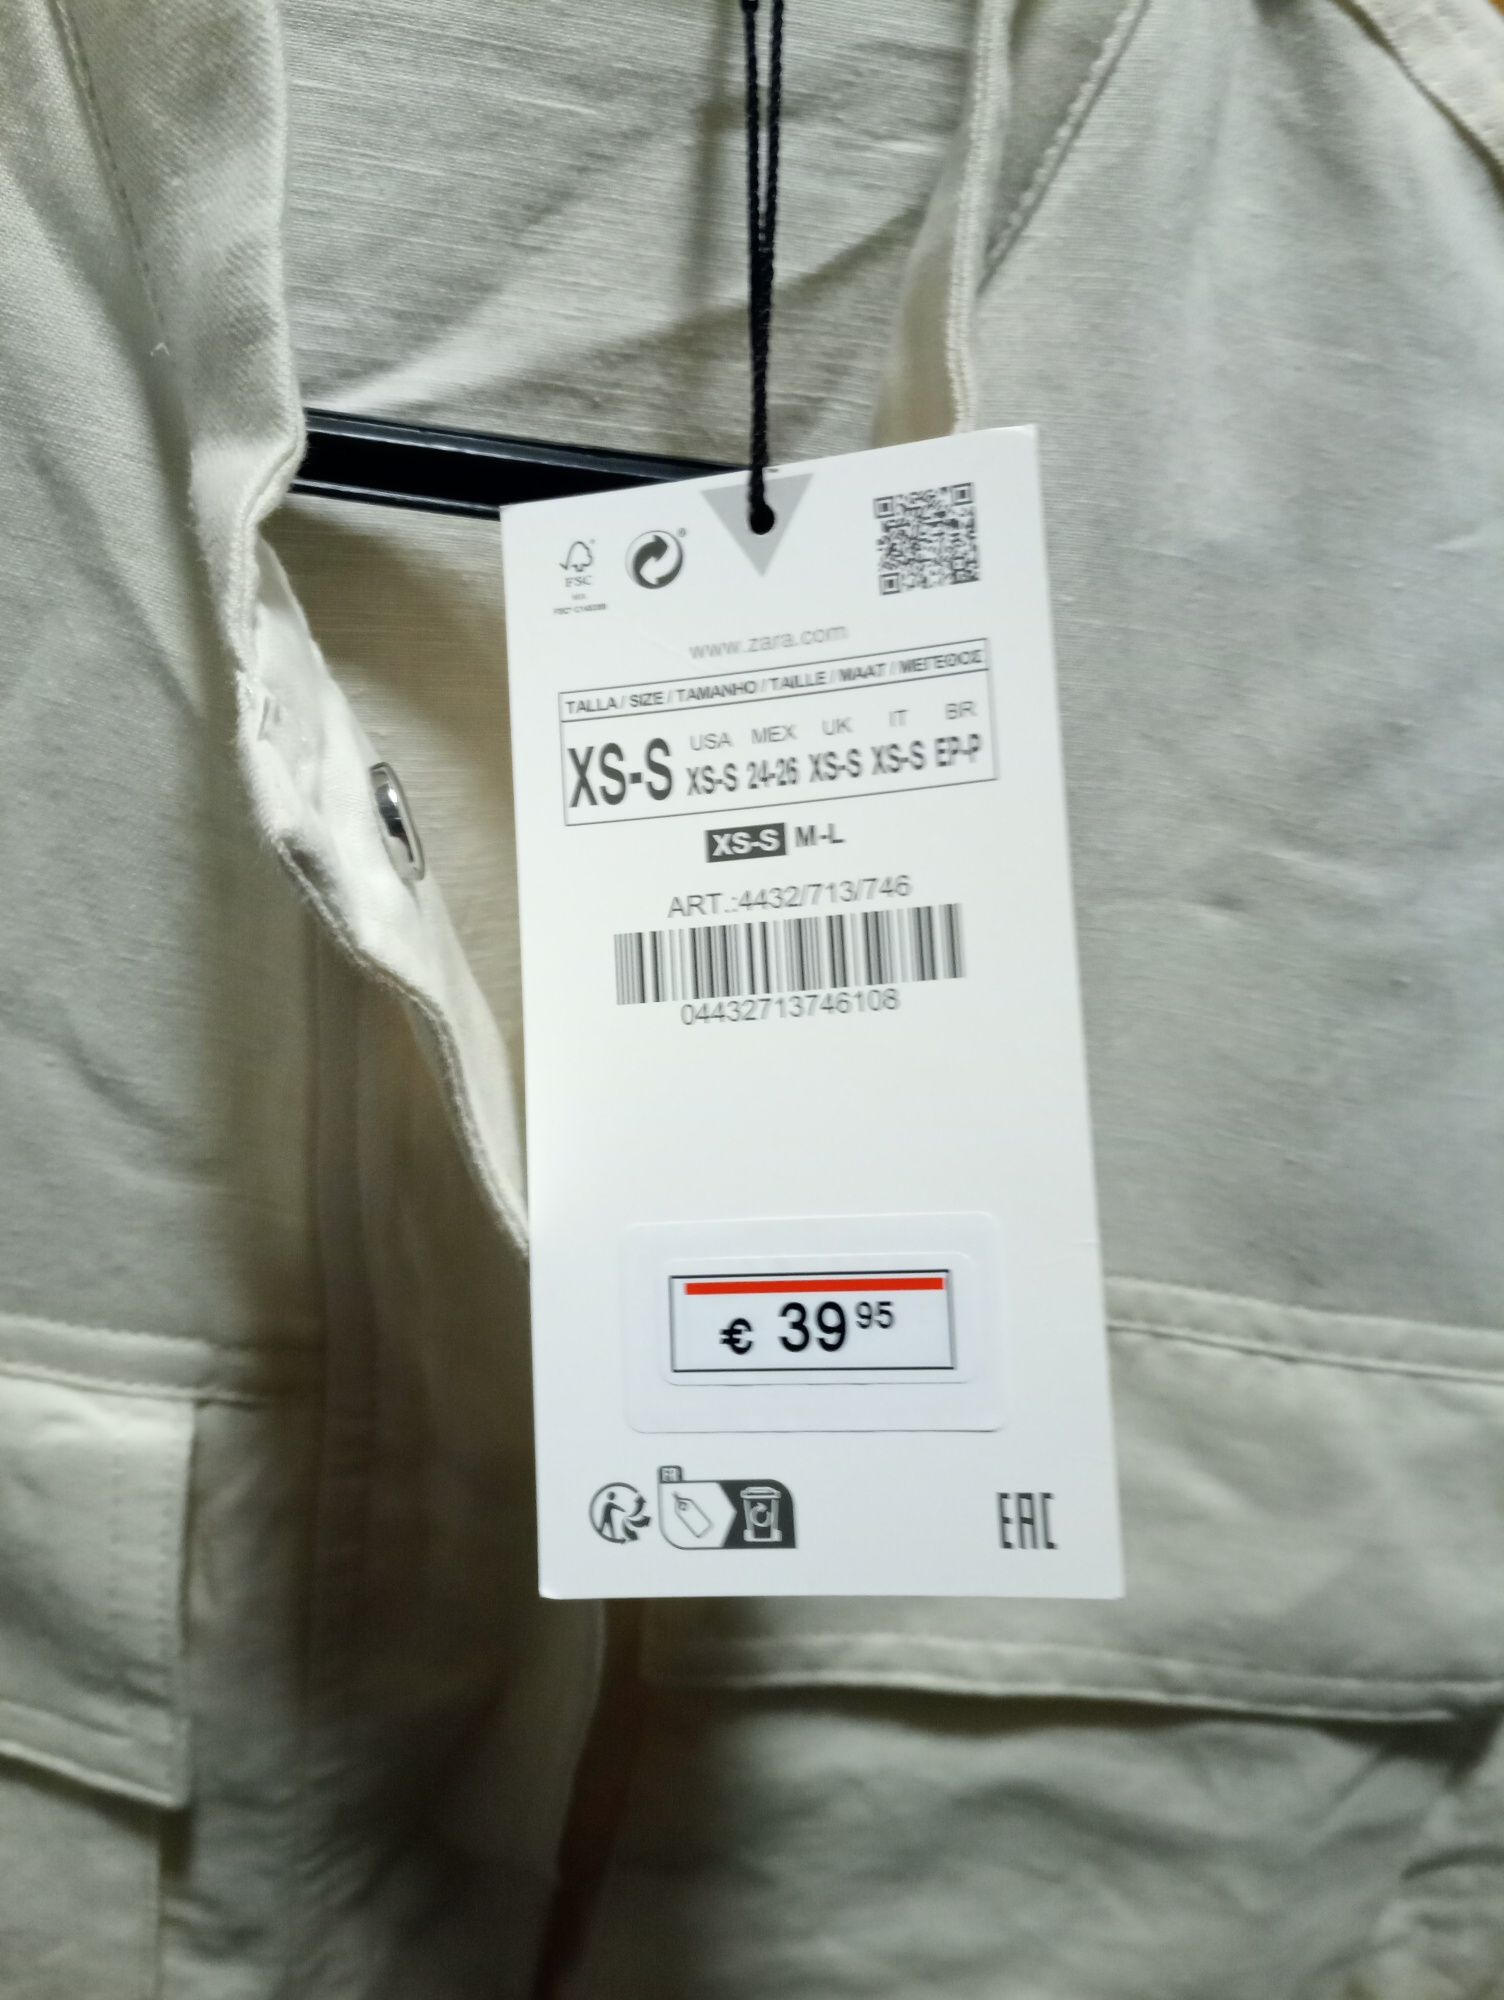 FSC
www.zara.com
TALLA / SIZE / TAMANHO / TAILLE / MAAT / ΜΕΓΕΘΟΣ
USA MEX UK IT BR
XS-S XS-S 24-26 XS-S XS-S EP-P
XS-S M-L
ART.:4432/713/746
04432713746108
€ 39 95
FR
EAC